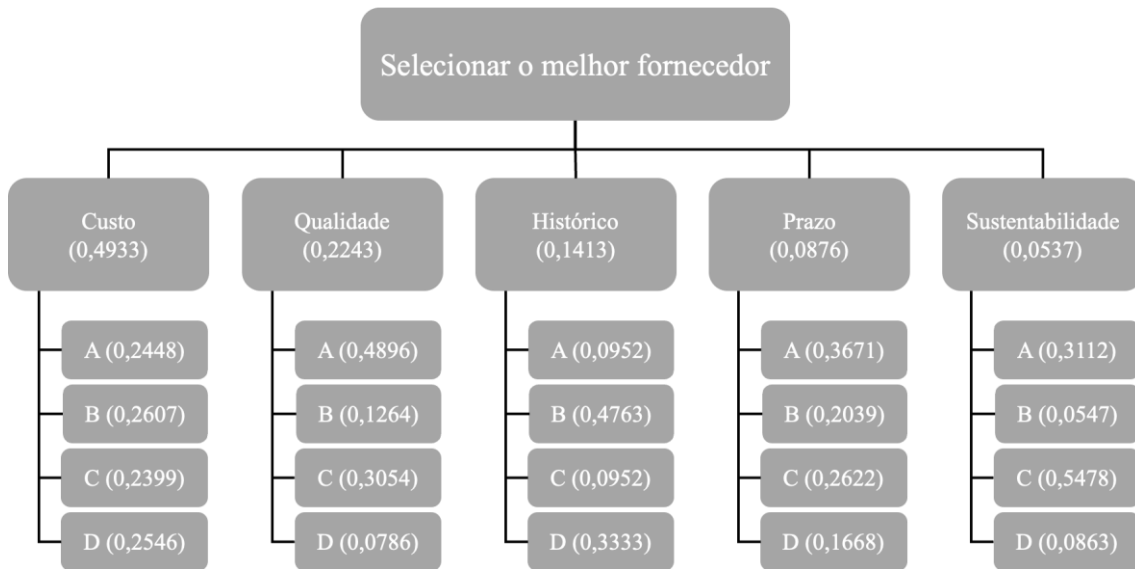 Selecionar o melhor fornecedor
Custo
(0,4933)
A (0,2448)
B (0,2607)
C (0,2399)
D (0,2546)
Qualidade
(0,2243)
A (0,4896)
B (0,1264)
C (0,3054)
D (0,0786)
Histórico
(0,1413)
A (0,0952)
B (0,4763)
C (0,0952)
D (0,3333)
Prazo
(0,0876)
A (0,3671)
B (0,2039)
C (0,2622)
D (0,1668)
Sustentabilidade
(0,0537)
A (0,3112)
B (0,0547)
C (0,5478)
D (0,0863)